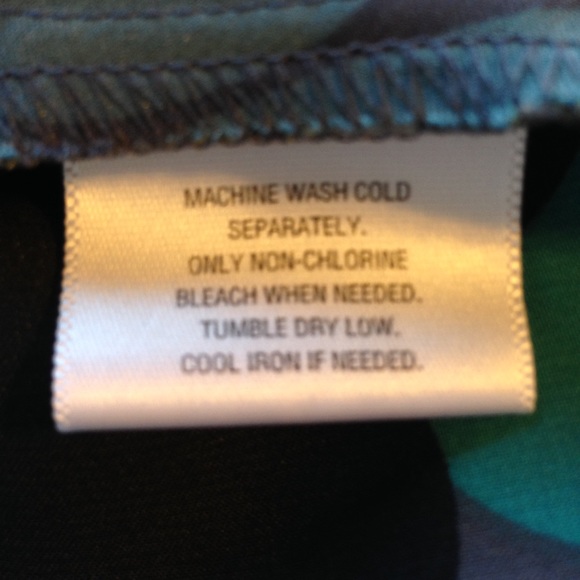 MACHINE WASH COLD
SEPARATELY.
ONLY NON-CHLORINE
BLEACH WHEN NEEDED.
TUMBLE DRY LOW.
COOL IRON IF NEEDED.